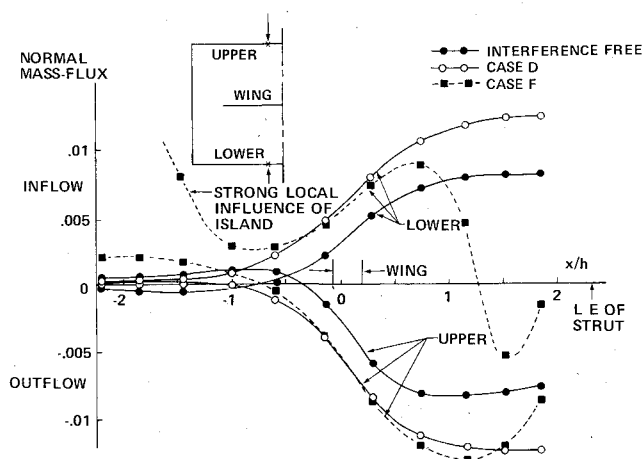 NORMAL
MASS-FLUX
UPPER
WING
LOWER
INTERFERENCE FREE
CASE D
CASE F
.01
INFLOW
.005
0
-.005
OUTFLOW
-.01
STRONG LOCAL
INFLUENCE OF
ISLAND
LOWER
WING
x/h
-2
-1
0
1
2
L E OF
STRUT
UPPER